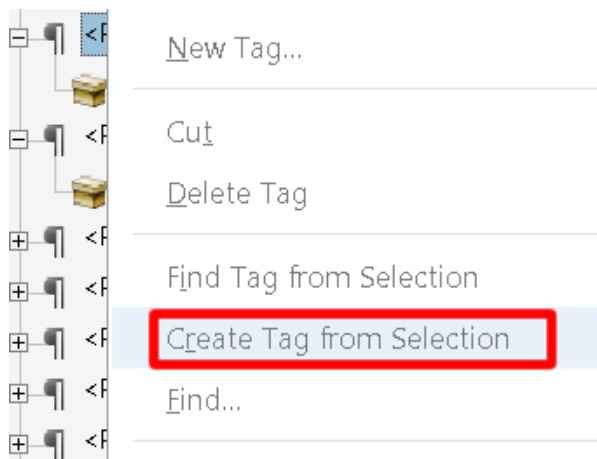 New Tag...
Cut
Delete Tag
Find Tag from Selection
Create Tag from Selection
Find...